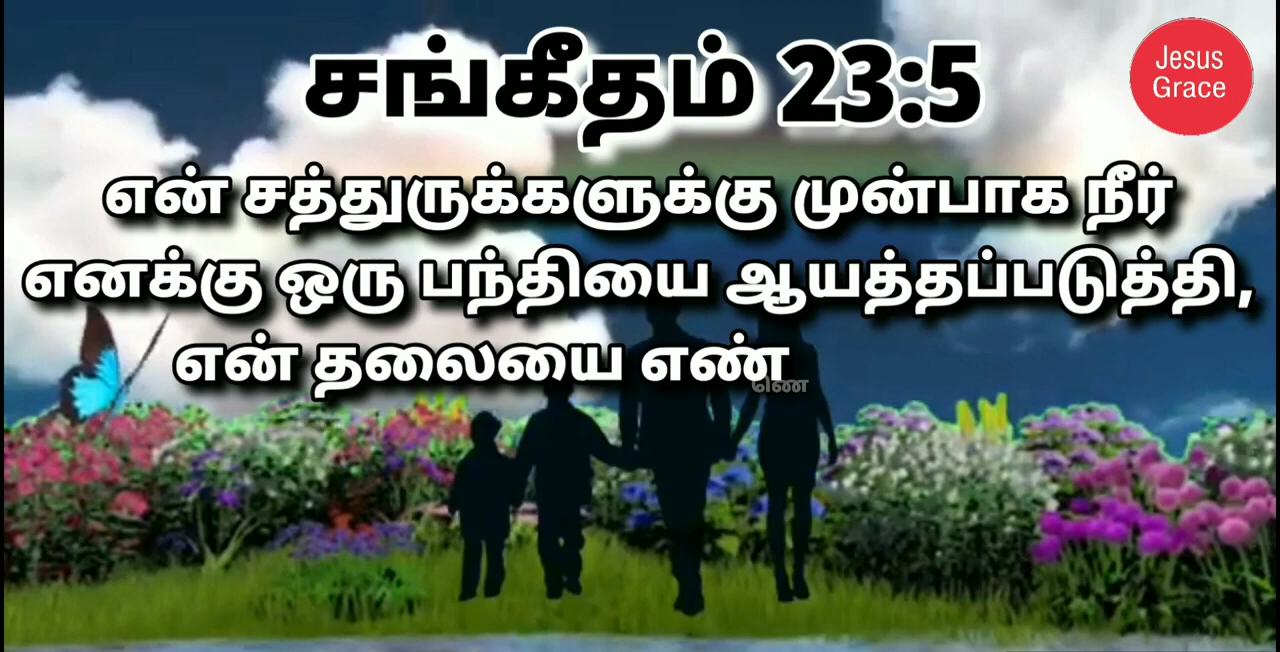 சங்கீதம் 23:5
Jesus
Grace
என் சத்துருக்களுக்கு முன்பாக நீர்
எனக்கு ஒரு பந்தியை ஆயத்தப்படுத்தி,
என் தலையை எண்
ணெ